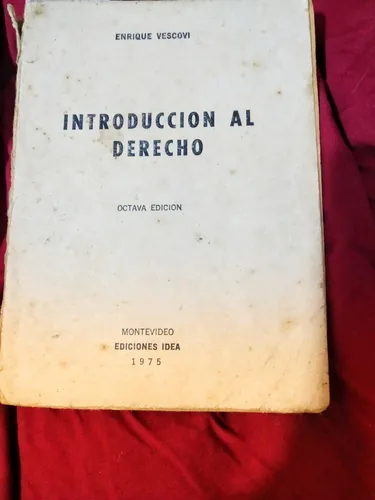 ENRIQUE VESCOVI
INTRODUCCION AL
DERECHO
OCTAVA EDICION
MONTEVIDEO
EDICIONES IDEA
1975